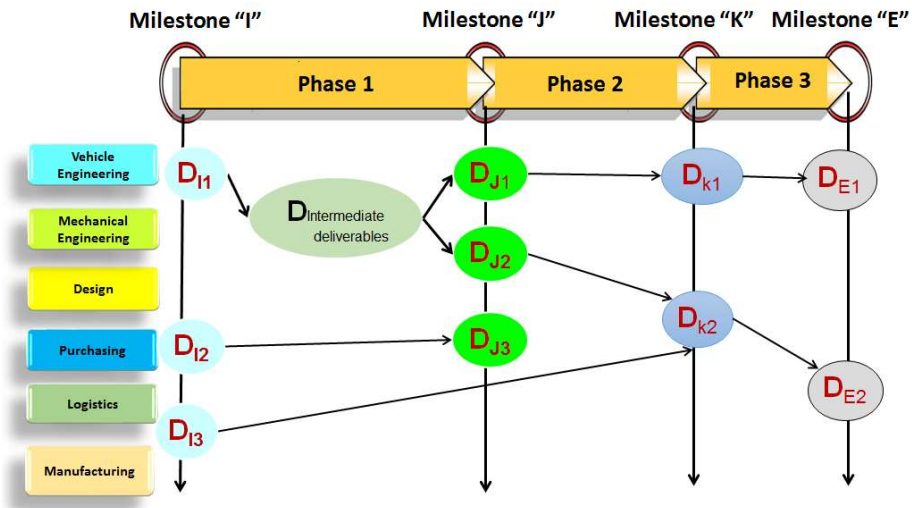 Milestone “I”
Milestone “J”
Milestone “K”
Milestone “E”
Phase 1
Phase 2
Phase 3
Vehicle
Engineering
Mechanical
Engineering
Design
Purchasing
Logistics
Manufacturing
DI1
DIntermediate
deliverables
DJ1
Dk1
DE1
DJ2
DI2
DJ3
Dk2
DE2
DI3